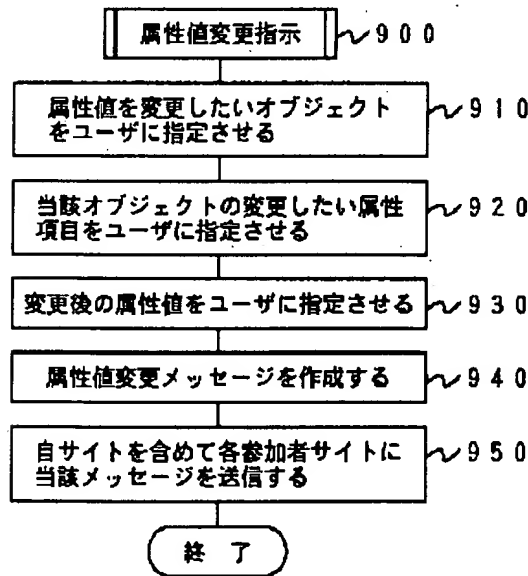 属性値変更指示 900
属性値を変更したいオブジェクト 910
をユーザに指定させる
当該オブジェクトの変更したい属性 920
項目をユーザに指定させる
変更後の属性値をユーザに指定させる 930
属性値変更メッセージを作成する 940
自サイトを含めて各参加者サイトに 950
当該メッセージを送信する
終了